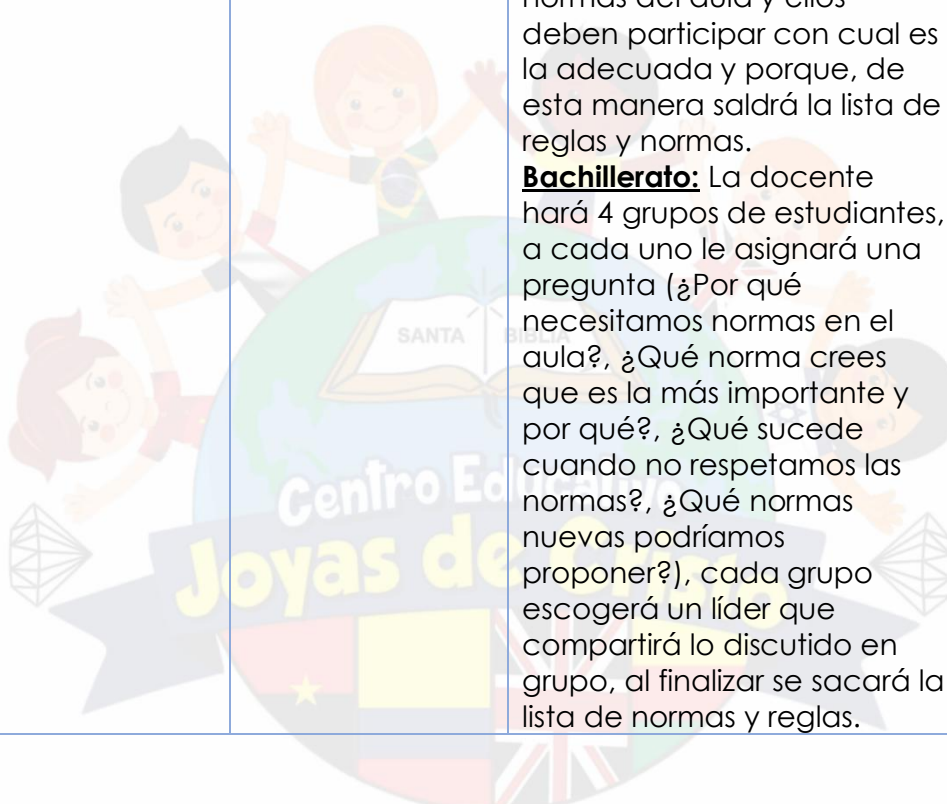 normas del aula y ellos
deben participar con cual es
la adecuada y porque, de
esta manera saldrá la lista de
reglas y normas.
Bachillerato: La docente
hará 4 grupos de estudiantes,
a cada uno le asignará una
pregunta (¿Por qué
necesitamos normas en el
aula?, ¿Qué norma crees
que es la más importante y
por qué?, ¿Qué sucede
cuando no respetamos las
normas?, ¿Qué normas
nuevas podríamos
proponer?), cada grupo
escogerá un líder que
compartirá lo discutido en
grupo, al finalizar se sacará la
lista de normas y reglas.
SANTA BIBLIA
Centro Educativo
Joyas de Cristo